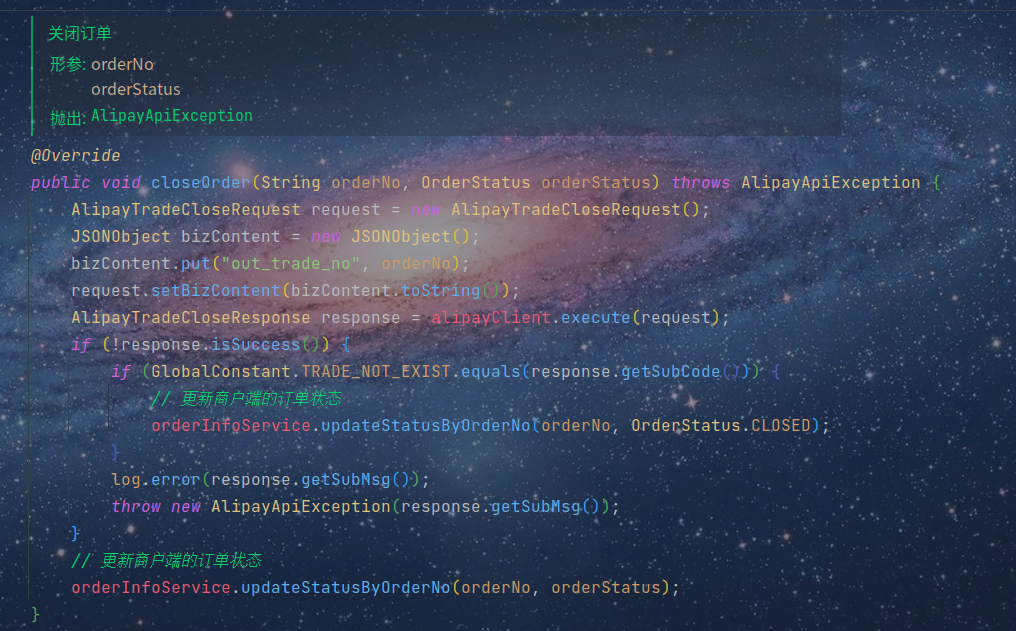 关闭订单
形参: orderNo
orderStatus
抛出: AlipayApiException
@Override
public void closeOrder(String orderNo, OrderStatus orderStatus) throws AlipayApiException {
    AlipayTradeCloseRequest request = new AlipayTradeCloseRequest();
    JSONObject bizContent = new JSONObject();
    bizContent.put("out_trade_no", orderNo);
    request.setBizContent(bizContent.toString());
    AlipayTradeCloseResponse response = alipayClient.execute(request);
    if (!response.isSuccess()) {
        if (GlobalConstant.TRADE_NOT_EXIST.equals(response.getSubCode())) {
            // 更新商户端的订单状态
            orderInfoService.updateStatusByOrderNo(orderNo, OrderStatus.CLOSED);
        }
        log.error(response.getSubMsg());
        throw new AlipayApiException(response.getSubMsg());
    }
    // 更新商户端的订单状态
    orderInfoService.updateStatusByOrderNo(orderNo, orderStatus);
}